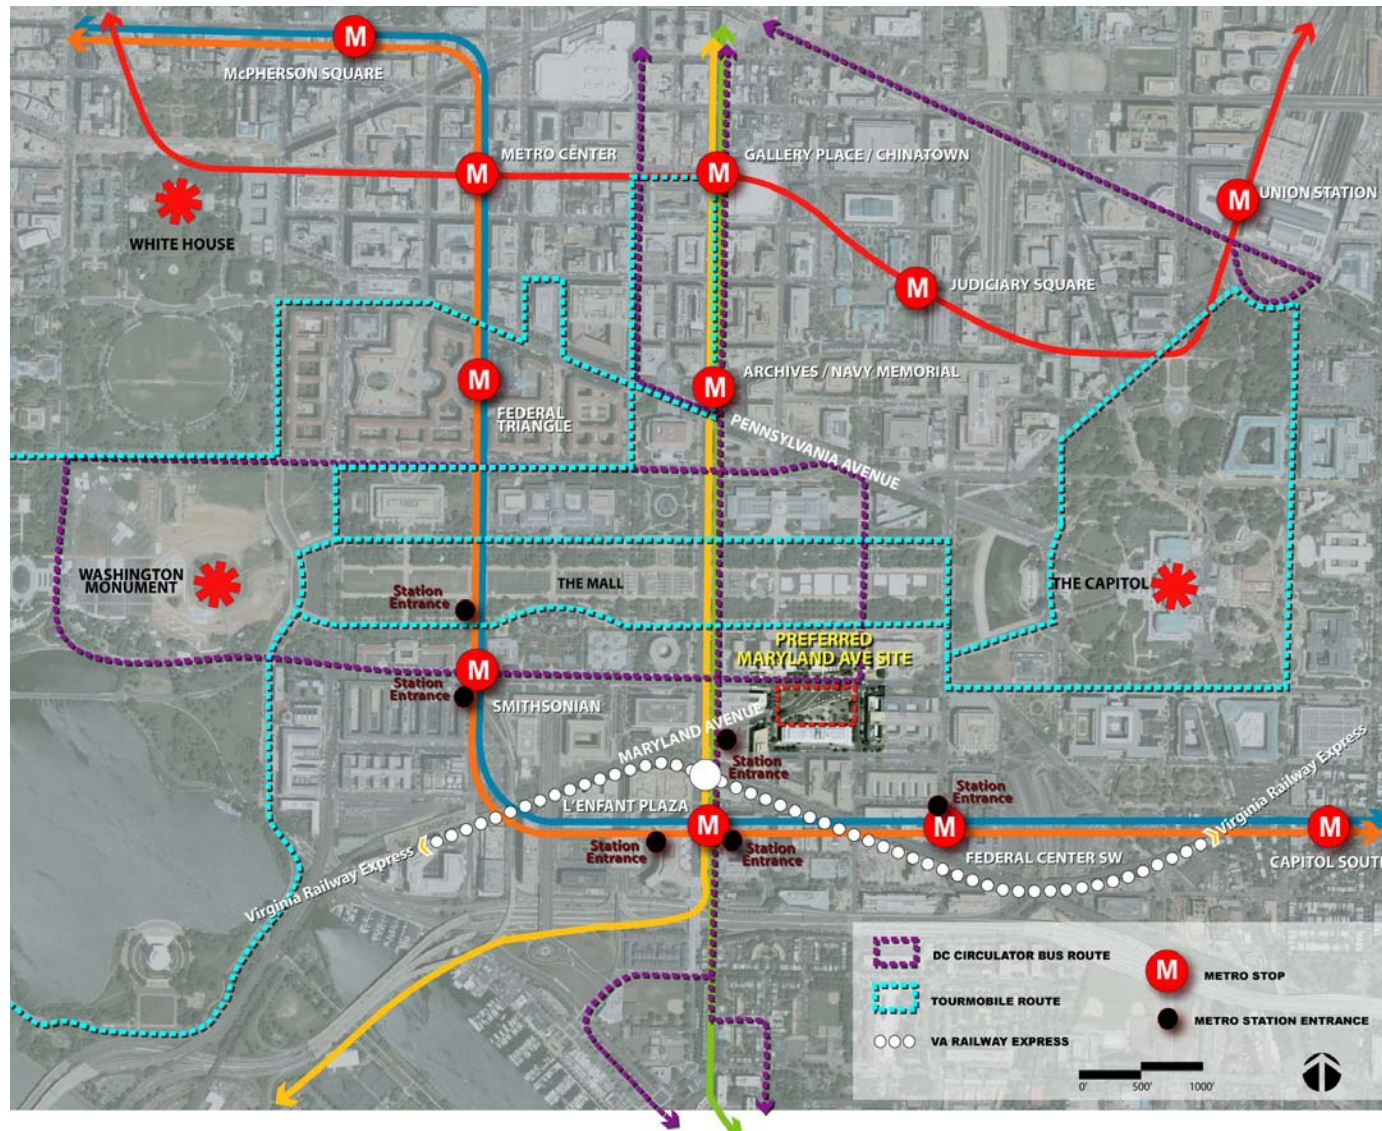 M
McPHERSON SQUARE
METRO CENTER
M
GALLERY PLACE / CHINATOWN
M
UNION STATION
M
WHITE HOUSE
JUDICIARY SQUARE
M
ARCHIVES / NAVY MEMORIAL
M
M
FEDERAL
TRIANGLE
PENNSYLVANIA AVENUE
WASHINGTON
MONUMENT
THE MALL
THE CAPITOL
Station
Entrance
PREFERRED
MARYLAND AVE SITE
M
Station
Entrance
SMITHSONIAN
MARYLAND AVENUE
Station
Entrance
L'ENFANT PLAZA
M
Station
Entrance
Station
Entrance
Station
Entrance
M
FEDERAL CENTER SW
Virginia Railway Express
Virginia Railway Express
M
CAPITOL SOUTH
DC CIRCULATOR BUS ROUTE
TOURMOBILE ROUTE
VA RAILWAY EXPRESS
M
METRO STOP
METRO STATION ENTRANCE
0'
500'
1000'